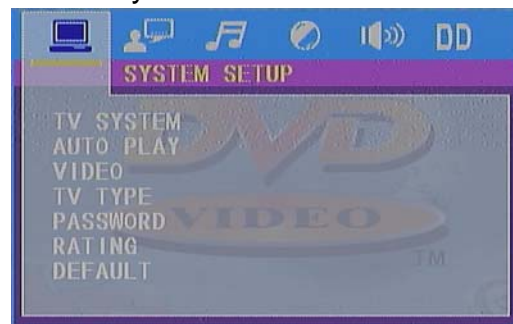 DD
SYSTEM SETUP
TV SYSTEM
AUTO PLAY
VIDEO
TV TYPE
PASSWORD
RATING
DEFAULT
DVD
VIDEO
TM